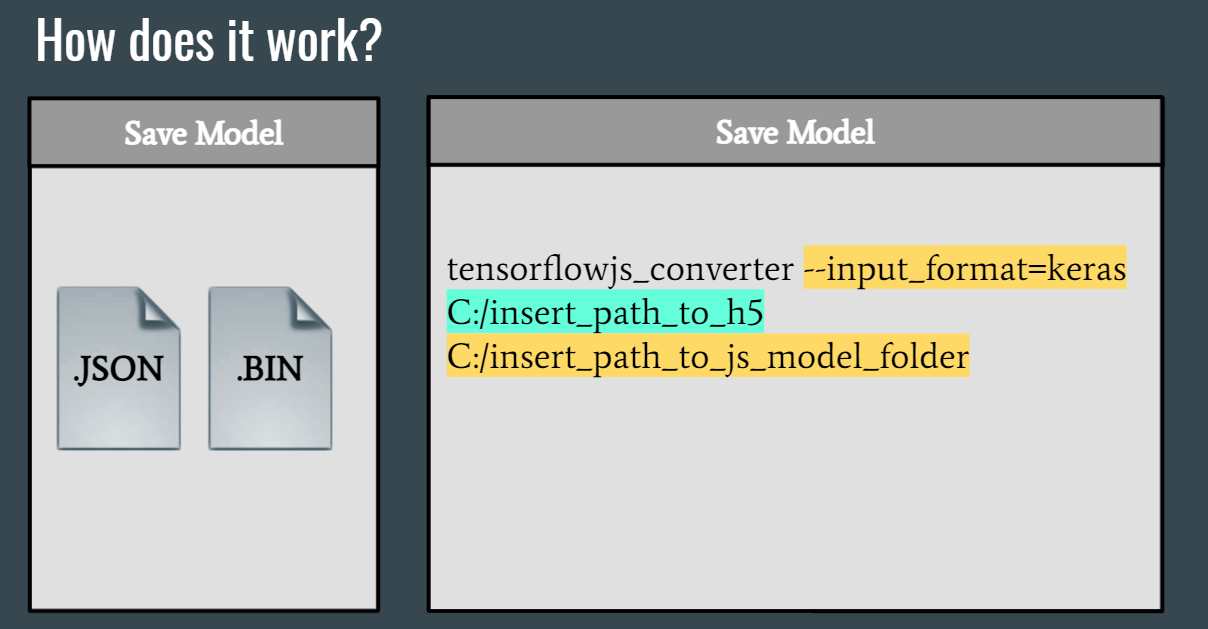 How does it work?
Save Model
.JSON
.BIN
Save Model
tensorflowjs_converter --input_format=keras
C:/insert_path_to_h5
C:/insert_path_to_js_model_folder